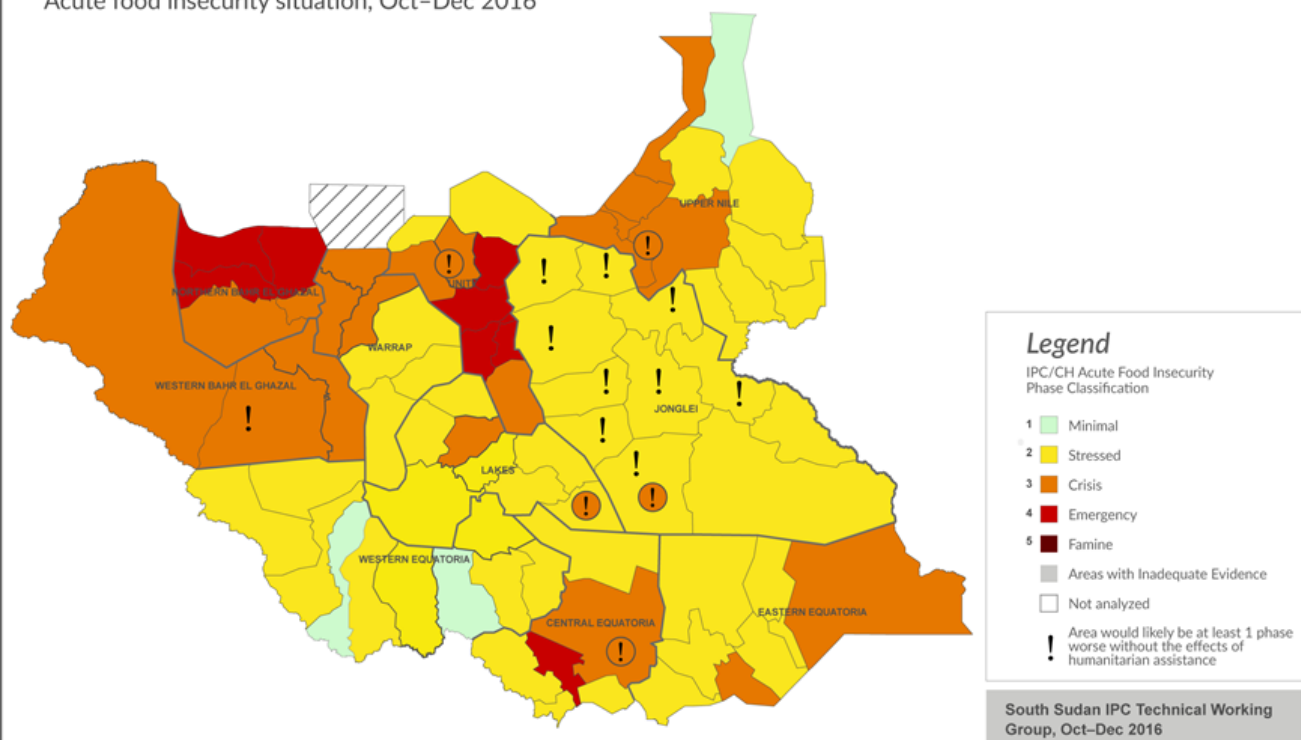 Acute food insecurity situation, Oct–Dec 2016
UPPER NILE
!
!
!
!
UNIT
NORTHERN BAHR EL GHAZAL
!
!
WARRAP
WESTERN BAHR EL GHAZAL
!
!
!
JONGLEI
!
!
LAKES
!
!
!
WESTERN EQUATORIA
EASTERN EQUATORIA
CENTRAL EQUATORIA
!
Legend
IPC/CH Acute Food Insecurity
Phase Classification
1 Minimal
2 Stressed
3 Crisis
4 Emergency
5 Famine
Areas with Inadequate Evidence
Not analyzed
Area would likely be at least 1 phase
! worse without the effects of
humanitarian assistance
South Sudan IPC Technical Working
Group, Oct–Dec 2016